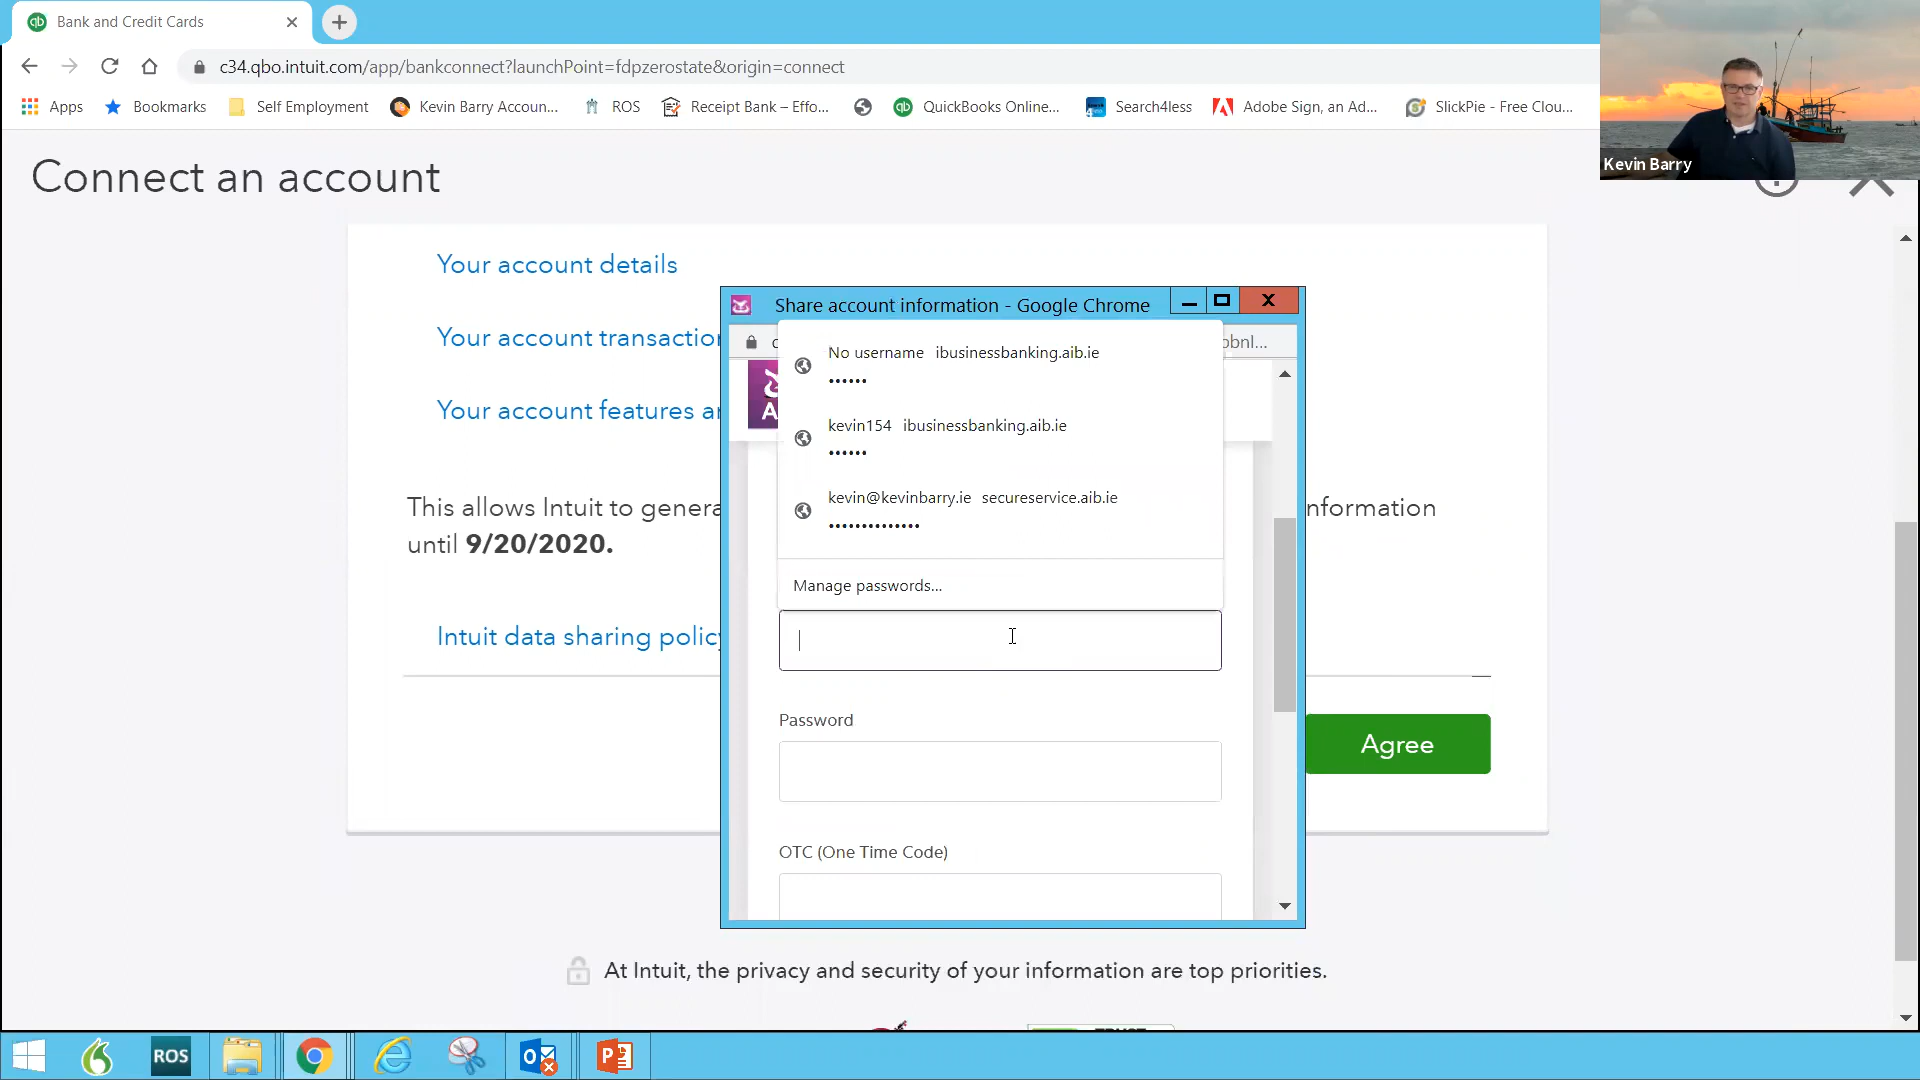 Bank and Credit Cards
c34.qbo.intuit.com/app/bankconnect?launchPoint=fdpzerostate&origin=connect
Apps
Bookmarks
Self Employment
Kevin Barry Accoun...
ROS
Receipt Bank – Effo...
QuickBooks Online...
Search4less
Adobe Sign, an Ad...
SlickPie - Free Clou...
Kevin Barry
Connect an account
Your account details
Your account transaction
Your account features a
This allows Intuit to genera
nformation
until 9/20/2020.
Intuit data sharing policy
Agree
Share account information - Google Chrome
bnl...
No username ibusinessbanking.aib.ie
••••••
kevin154 ibusinessbanking.aib.ie
••••••
kevin@kevinbarry.ie secureservice.aib.ie
••••••••••••••
Manage passwords...
Password
OTC (One Time Code)
At Intuit, the privacy and security of your information are top priorities.
ROS